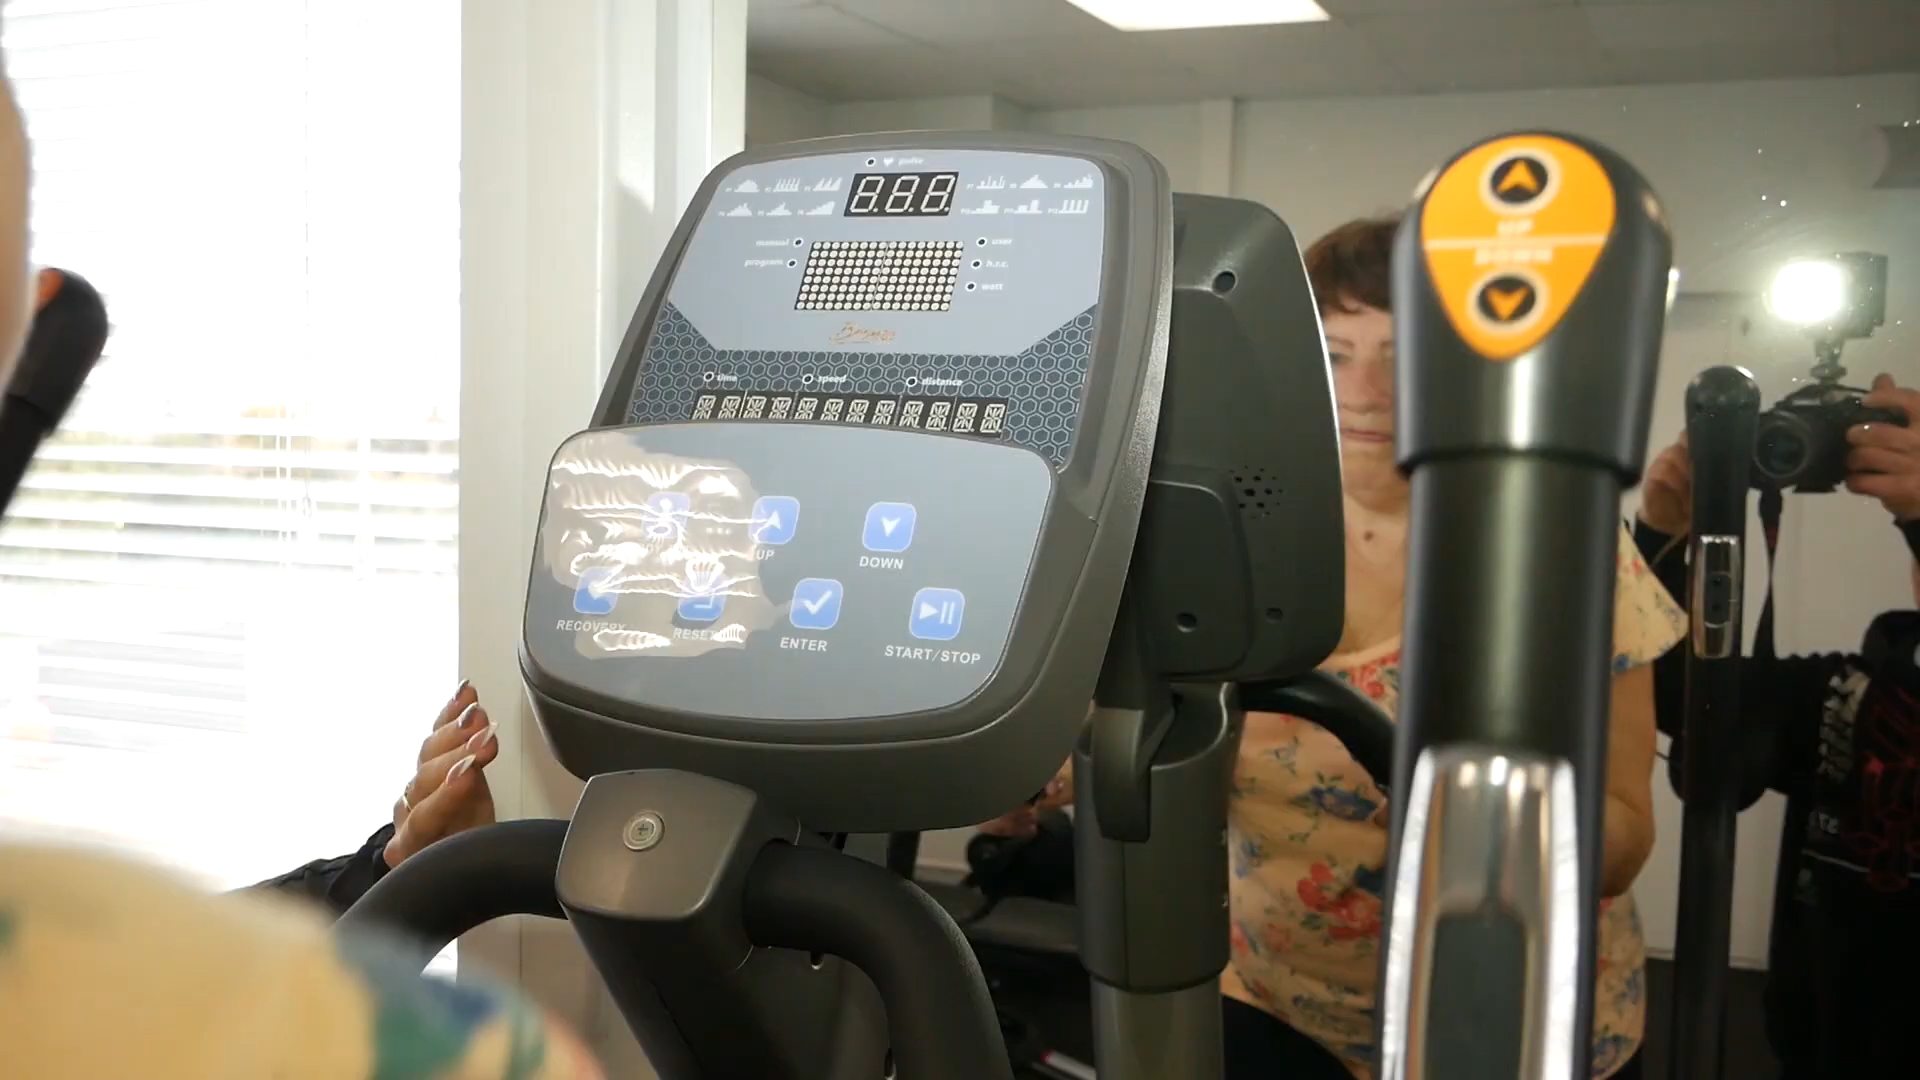 pulse
8.8.8.
manual
user
program
h.r.c.
watt
time
speed
distance
UP
DOWN
RECOVERY
RESET
ENTER
START/STOP
UP
DOWN